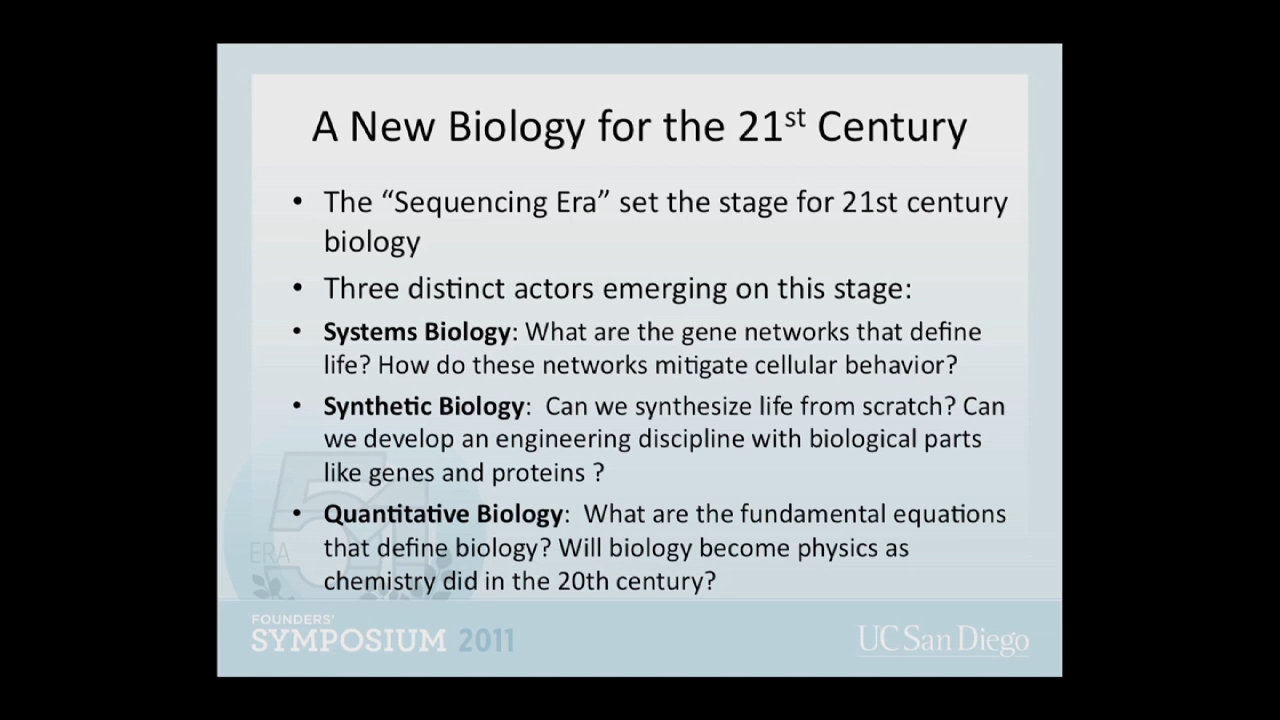 A New Biology for the 21st Century
• The “Sequencing Era” set the stage for 21st century
biology
• Three distinct actors emerging on this stage:
• Systems Biology: What are the gene networks that define
life? How do these networks mitigate cellular behavior?
• Synthetic Biology:  Can we synthesize life from scratch? Can
we develop an engineering discipline with biological parts
like genes and proteins ?
• Quantitative Biology:  What are the fundamental equations
that define biology? Will biology become physics as
chemistry did in the 20th century?
51
ERA
FOUNDERS’
SYMPOSIUM 2011
UC San Diego